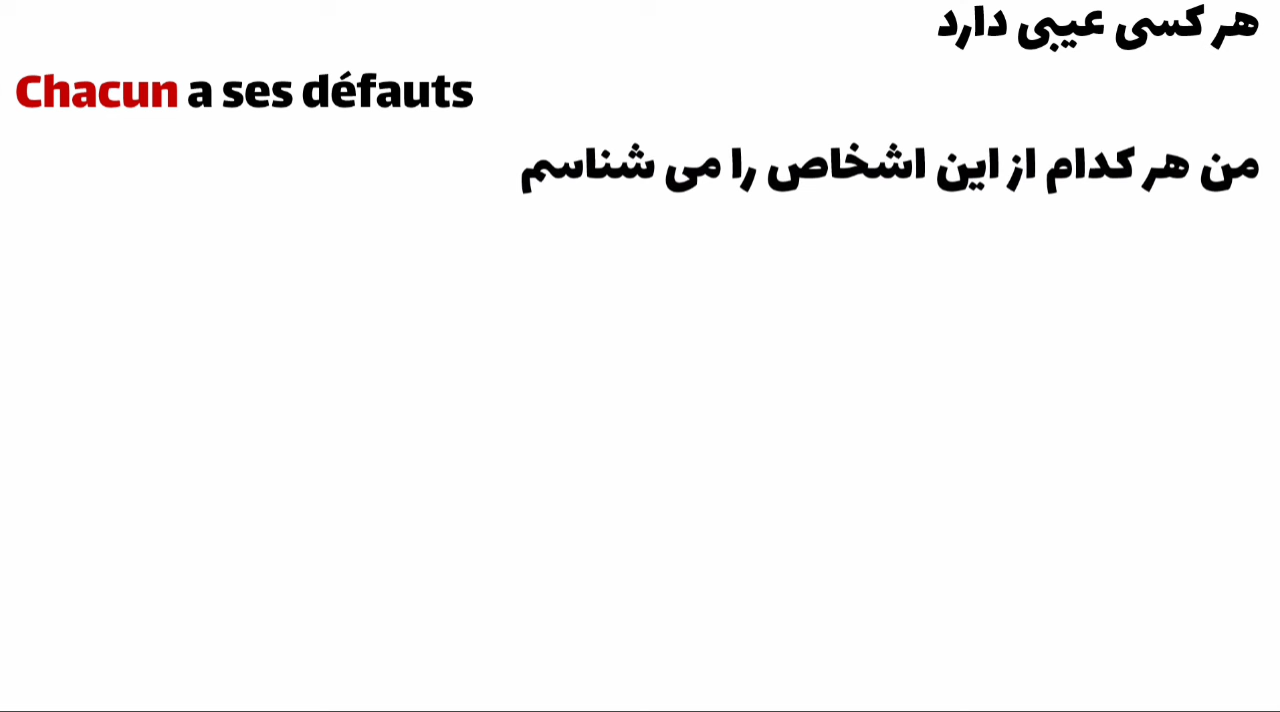 هر کسی عیبی دارد
Chacun a ses défauts
من هر کدام از این اشخاص را می شناسم